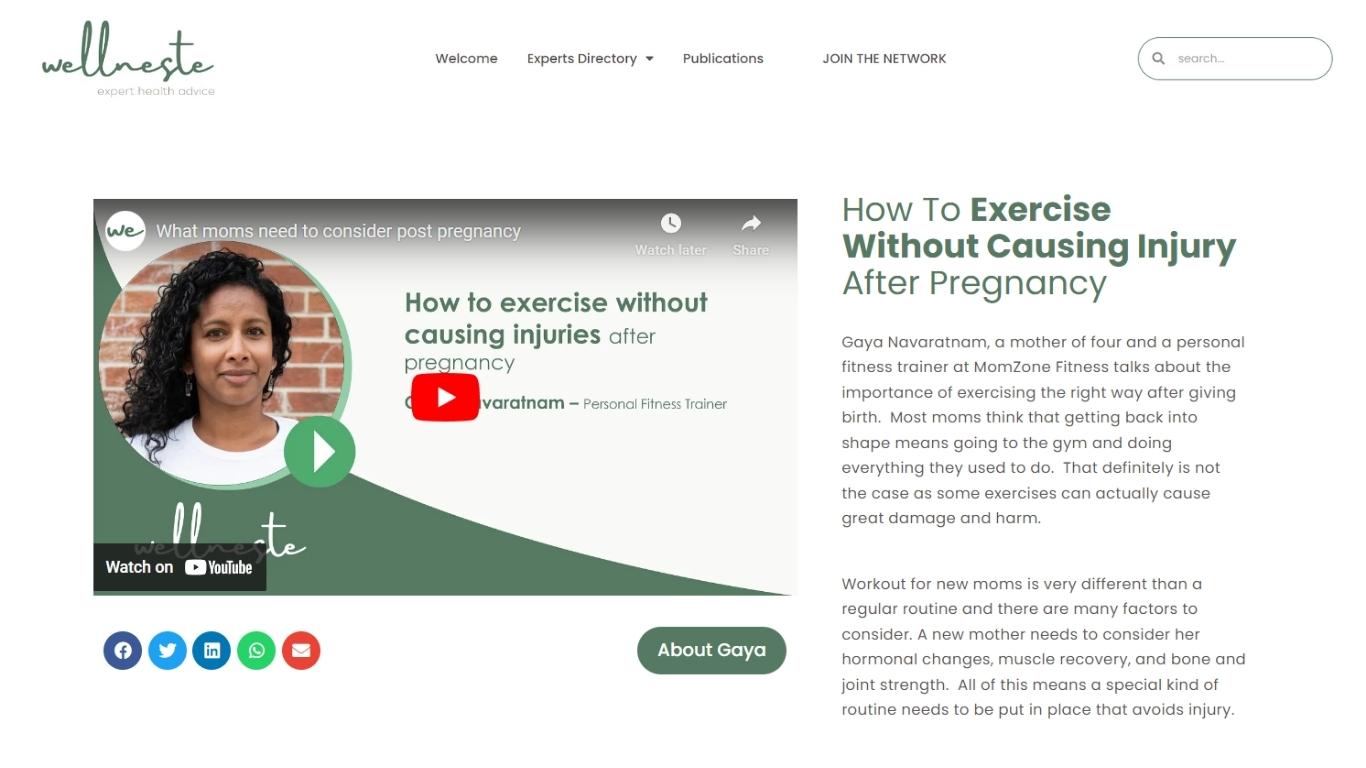 wellneste
expert health advice
Welcome
Experts Directory
Publications
JOIN THE NETWORK
search...
we
What moms need to consider post pregnancy
Watch later
Share
How to exercise without
causing injuries after
pregnancy
varatnam – Personal Fitness Trainer
wellneste
Watch on YouTube
About Gaya
How To Exercise
Without Causing Injury
After Pregnancy
Gaya Navaratnam, a mother of four and a personal
fitness trainer at MomZone Fitness talks about the
importance of exercising the right way after giving
birth.  Most moms think that getting back into
shape means going to the gym and doing
everything they used to do.  That definitely is not
the case as some exercises can actually cause
great damage and harm.
Workout for new moms is very different than a
regular routine and there are many factors to
consider. A new mother needs to consider her
hormonal changes, muscle recovery, and bone and
joint strength.  All of this means a special kind of
routine needs to be put in place that avoids injury.